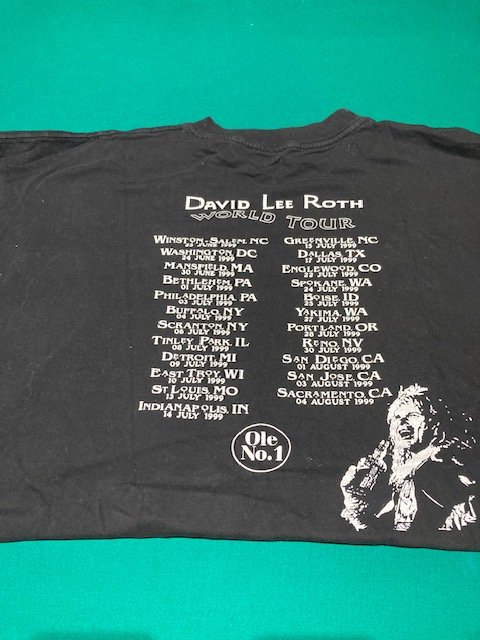 David Lee Roth
WORLD TOUR
Winston-Salem, NC
Washington, DC
24 June 1999
Mansfield, MA
30 June 1999
Bethlehem, PA
01 July 1999
Philadelphia, PA
03 July 1999
Buffalo, NY
04 July 1999
Scranton, NY
06 July 1999
Tinley Park, IL
08 July 1999
Detroit, MI
09 July 1999
East Troy, WI
10 July 1999
St. Louis, MO
13 July 1999
Indianapolis, IN
14 July 1999
Greenville, NC
15 July 1999
Dallas, TX
17 July 1999
Englewood, CO
Spokane, WA
24 July 1999
Boise, ID
25 July 1999
Yakima, WA
27 July 1999
Portland, OR
28 July 1999
Reno, NV
30 July 1999
San Diego, CA
01 August 1999
San Jose, CA
03 August 1999
Sacramento, CA
04 August 1999
Ole
No.1